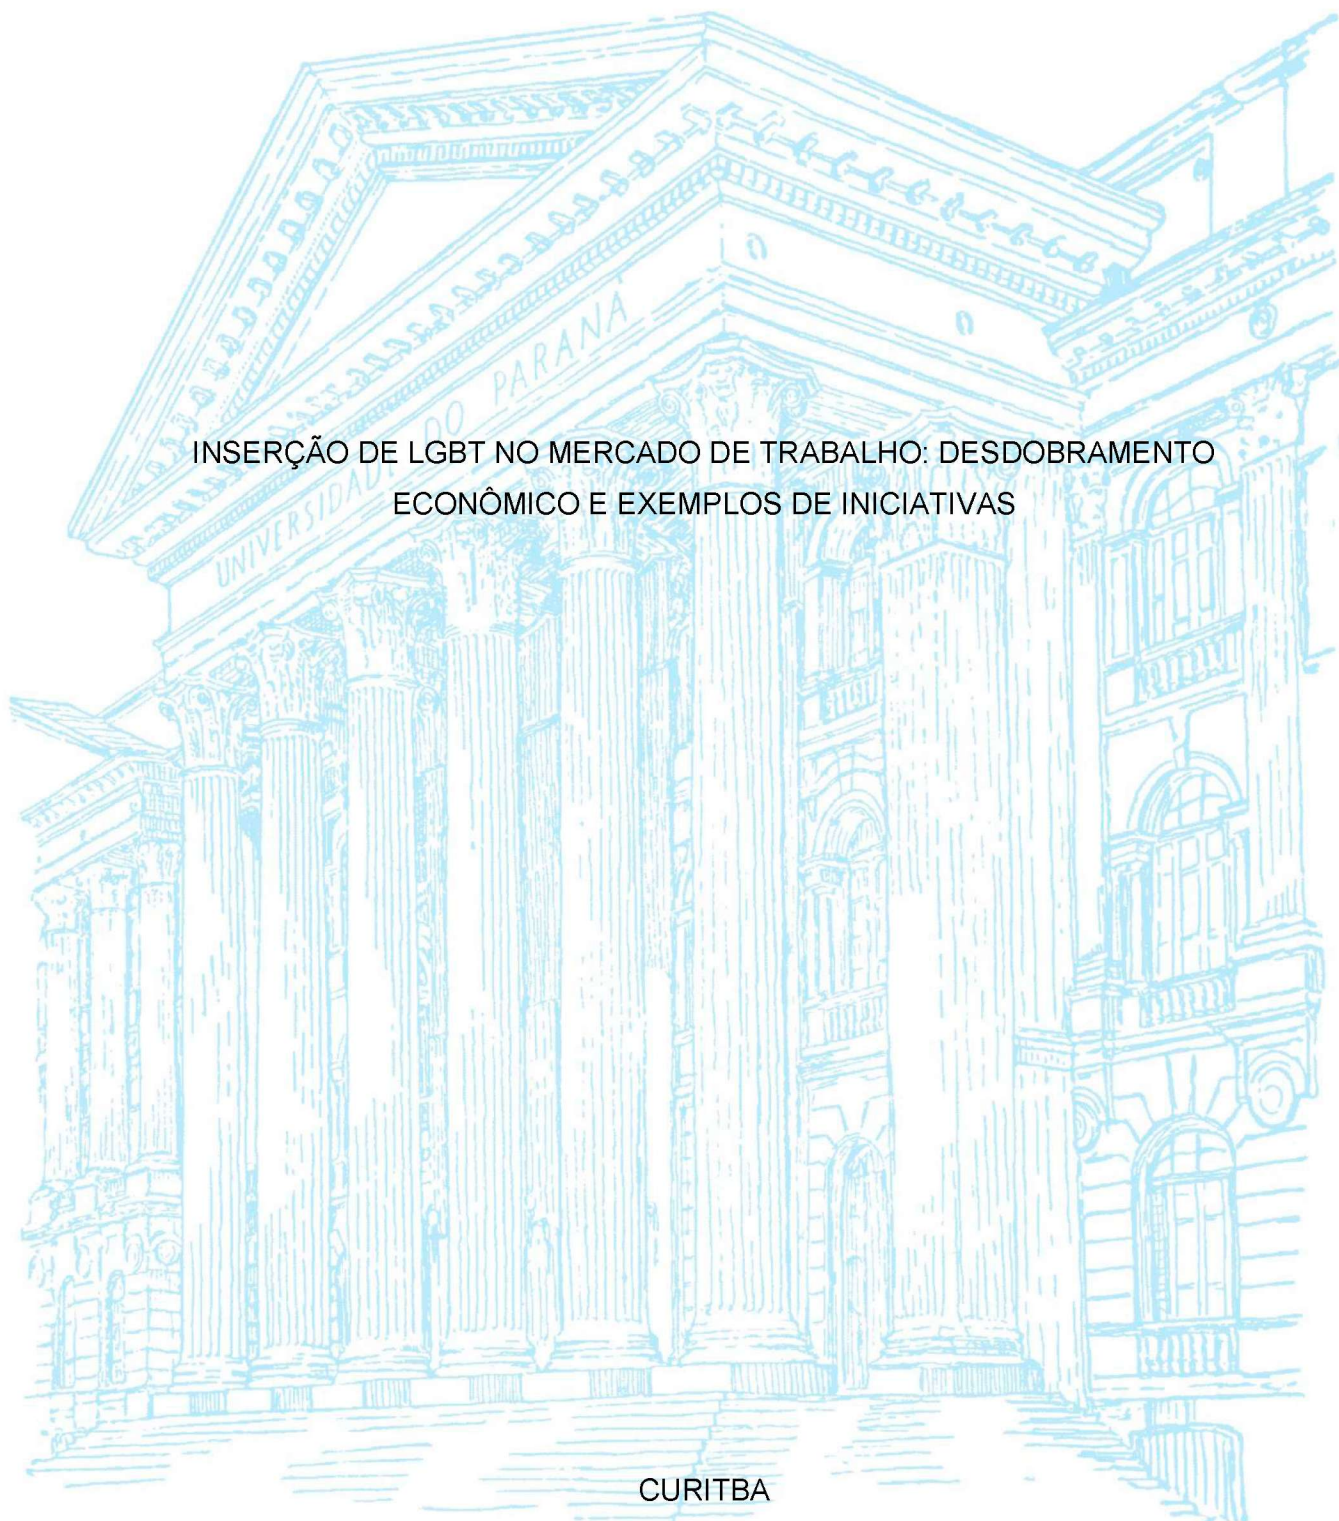 UNIVERSIDADE DO PARANÁ
INSERÇÃO DE LGBT NO MERCADO DE TRABALHO: DESDOBRAMENTO
ECONÔMICO E EXEMPLOS DE INICIATIVAS
CURITBA